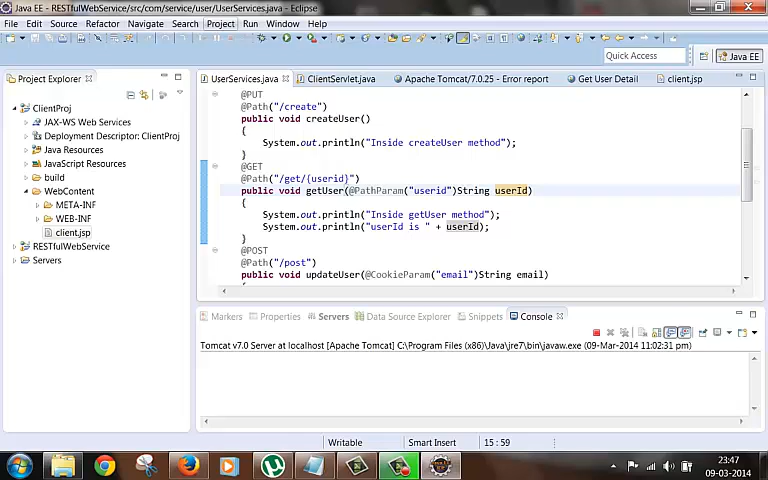 Java EE - RESTfulWebService/src/com/service/user/UserServices.java - Eclipse
File Edit Source Refactor Navigate Search Project Run Window Help
Quick Access
Java EE
Project Explorer
UserServices.java ClientServlet.java Apache Tomcat/7.0.25 - Error report Get User Detail client.jsp
ClientProj
JAX-WS Web Services
Deployment Descriptor: ClientProj
Java Resources
JavaScript Resources
build
WebContent
META-INF
WEB-INF
client.jsp
RESTfulWebService
Servers
@PUT
@Path("/create")
public void createUser()
{
System.out.println("Inside createUser method");
}
@GET
@Path("/get/{userid}")
public void getUser(@PathParam("userid")String userId)
{
System.out.println("Inside getUser method");
System.out.println("userId is " + userId);
}
@POST
@Path("/post")
public void updateUser(@CookieParam("email")String email)
Markers Properties Servers Data Source Explorer Snippets Console
Tomcat v7.0 Server at localhost [Apache Tomcat] C:\Program Files (x86)\Java\jre7\bin\javaw.exe (09-Mar-2014 11:02:31 pm)
Writable Smart Insert 15 : 59
23:47
09-03-2014